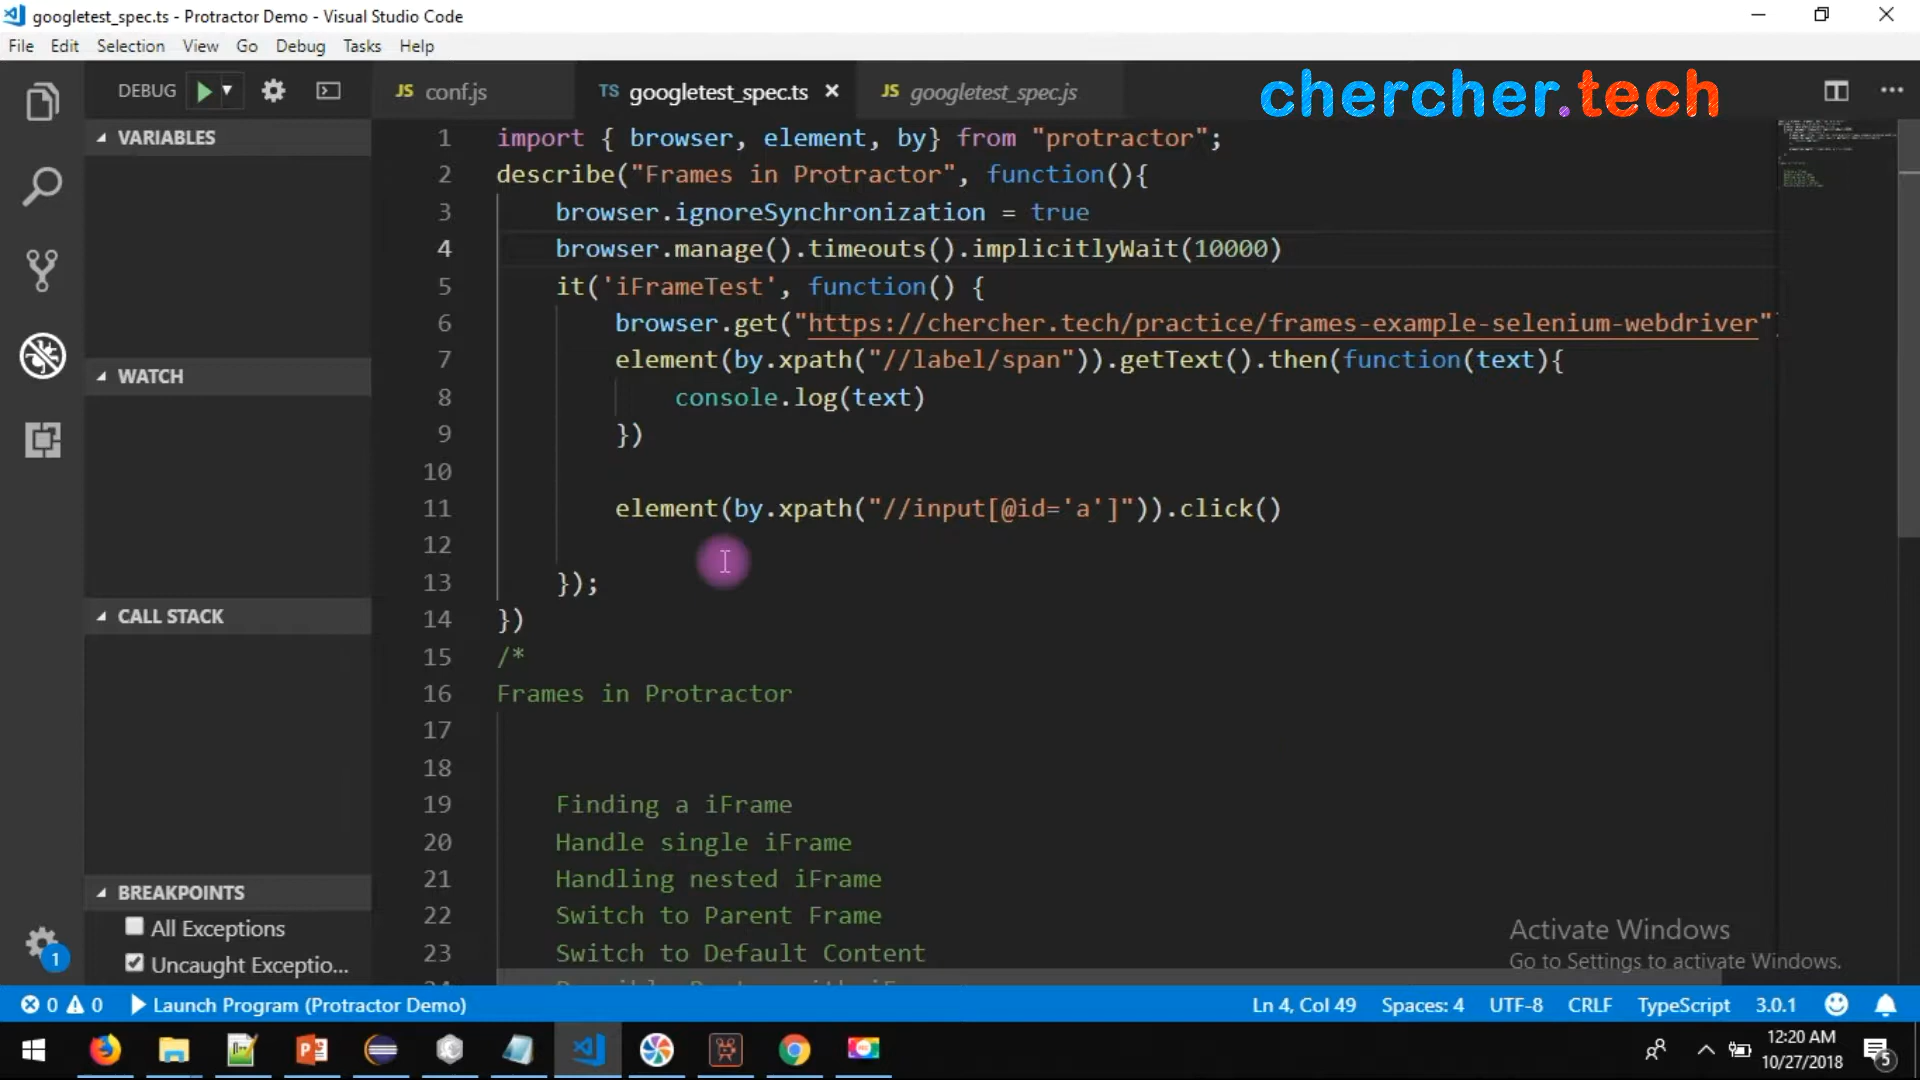 googletest_spec.ts - Protractor Demo - Visual Studio Code
File Edit Selection View Go Debug Tasks Help
DEBUG
conf.js
TS googletest_spec.ts
JS googletest_spec.js
JS
chercher.tech
VARIABLES
WATCH
CALL STACK
BREAKPOINTS
All Exceptions
Uncaught Exceptio...
1
1 import { browser, element, by} from "protractor";
2 describe("Frames in Protractor", function(){
3 browser.ignoreSynchronization = true
4 browser.manage().timeouts().implicitlyWait(10000)
5 it('iFrameTest', function() {
6 browser.get("https://chercher.tech/practice/frames-example-selenium-webdriver"
7 element(by.xpath("//label/span")).getText().then(function(text){
8 console.log(text)
9 })
10
11 element(by.xpath("//input[@id='a']")).click()
12
13 });
14 })
15 /*
16 Frames in Protractor
17
18
19 Finding a iFrame
20 Handle single iFrame
21 Handling nested iFrame
22 Switch to Parent Frame
23 Switch to Default Content
Activate Windows
Go to Settings to activate Windows.
0 0 Launch Program (Protractor Demo)
Ln 4, Col 49 Spaces: 4 UTF-8 CRLF TypeScript 3.0.1
12:20 AM
10/27/2018
5